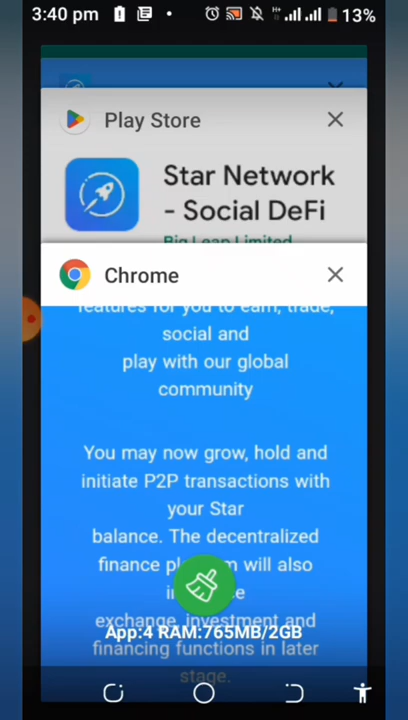 3:40 pm
H+
13%
Play Store
Star Network
- Social DeFi
Big Leap Limited
Chrome
features for you to earn, trade,
social and
play with our global
community
You may now grow, hold and
initiate P2P transactions with
your Star
balance. The decentralized
finance will also
exchange, investment and
App:4 RAM:765MB/2GB
financing functions in later
stage.